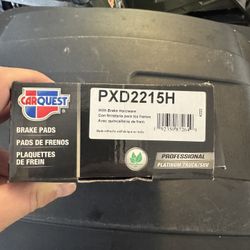 CARQUEST
BRAKE PADS
PADS DE FRENOS
PLAQUETTES
DE FREIN
PXD2215H
With Brake Hardware
Con ferretería para los frenos
Avec quincaillerie de frein
PROFESSIONAL
PLATINUM TRUCK/SUV